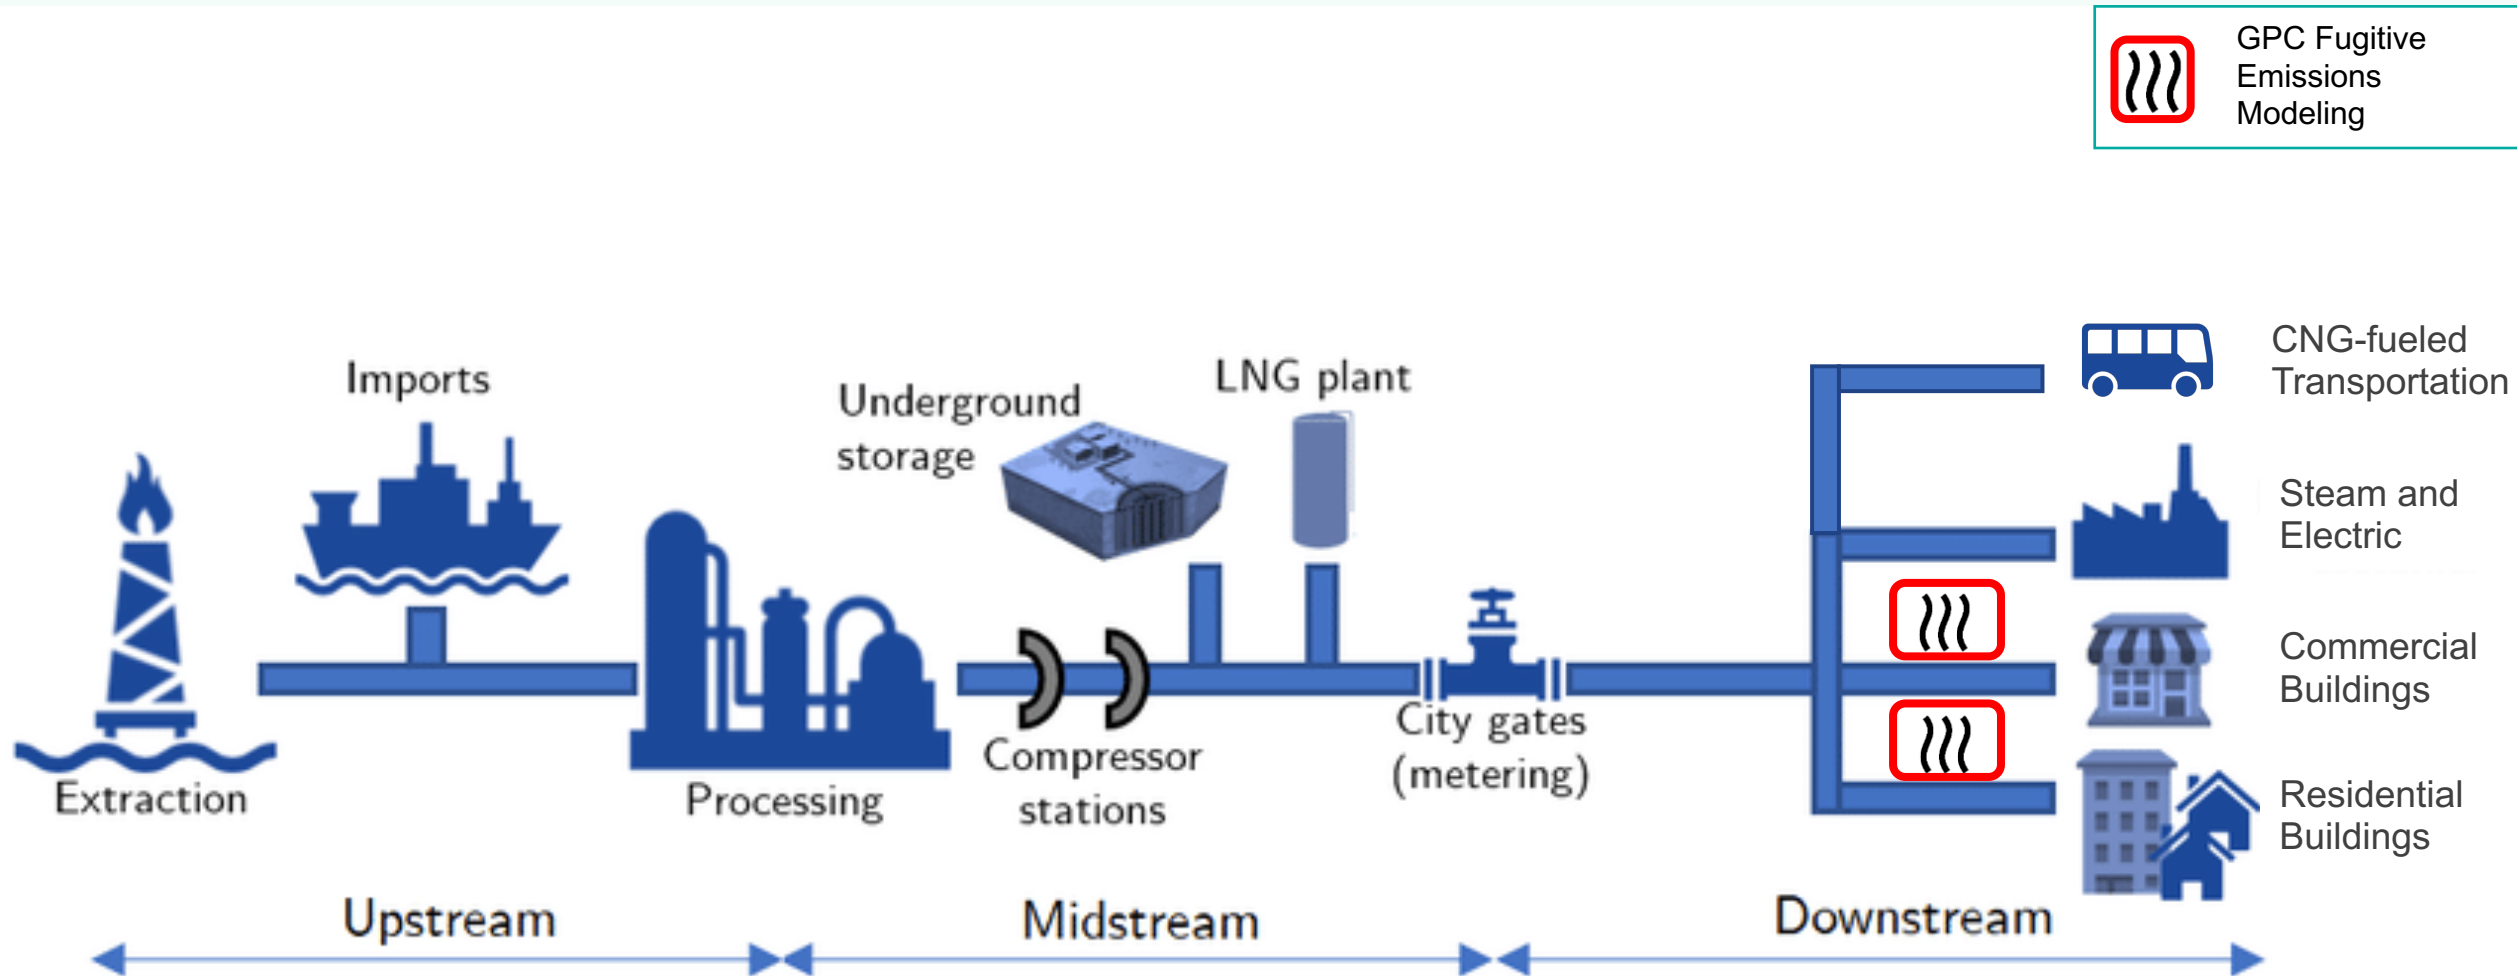 GPC Fugitive
Emissions
Modeling
Imports
Underground
storage
LNG plant
CNG-fueled
Transportation
Steam and
Electric
Commercial
Buildings
Residential
Buildings
Extraction
Processing
Compressor
stations
City gates
(metering)
Upstream
Midstream
Downstream